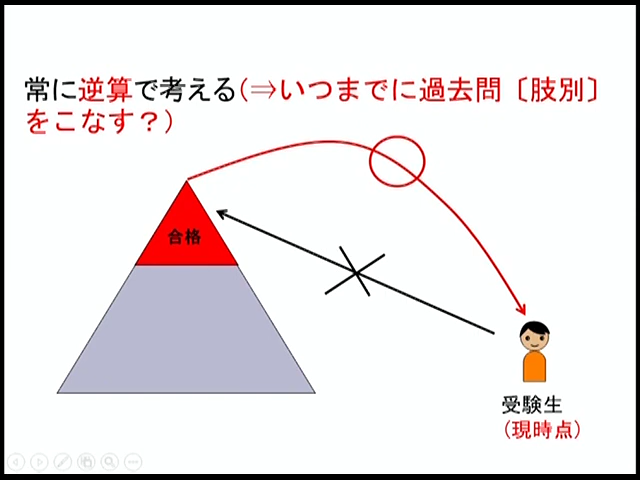 常に逆算で考える(⇒いつまでに過去問〔肢別〕
をこなす？)
合格
受験生
(現時点)